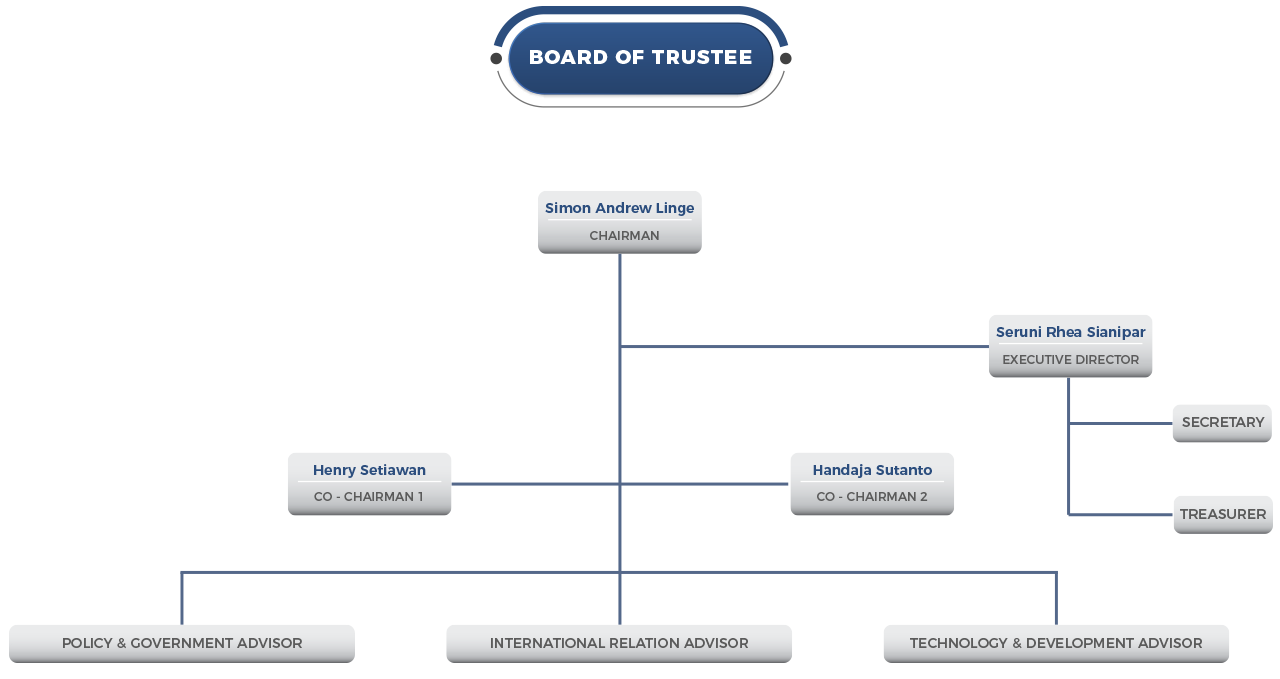 BOARD OF TRUSTEE
Simon Andrew Linge
CHAIRMAN
Seruni Rhea Sianipar
EXECUTIVE DIRECTOR
SECRETARY
Henry Setiawan
CO - CHAIRMAN 1
Handaja Sutanto
CO - CHAIRMAN 2
TREASURER
POLICY & GOVERNMENT ADVISOR
INTERNATIONAL RELATION ADVISOR
TECHNOLOGY & DEVELOPMENT ADVISOR